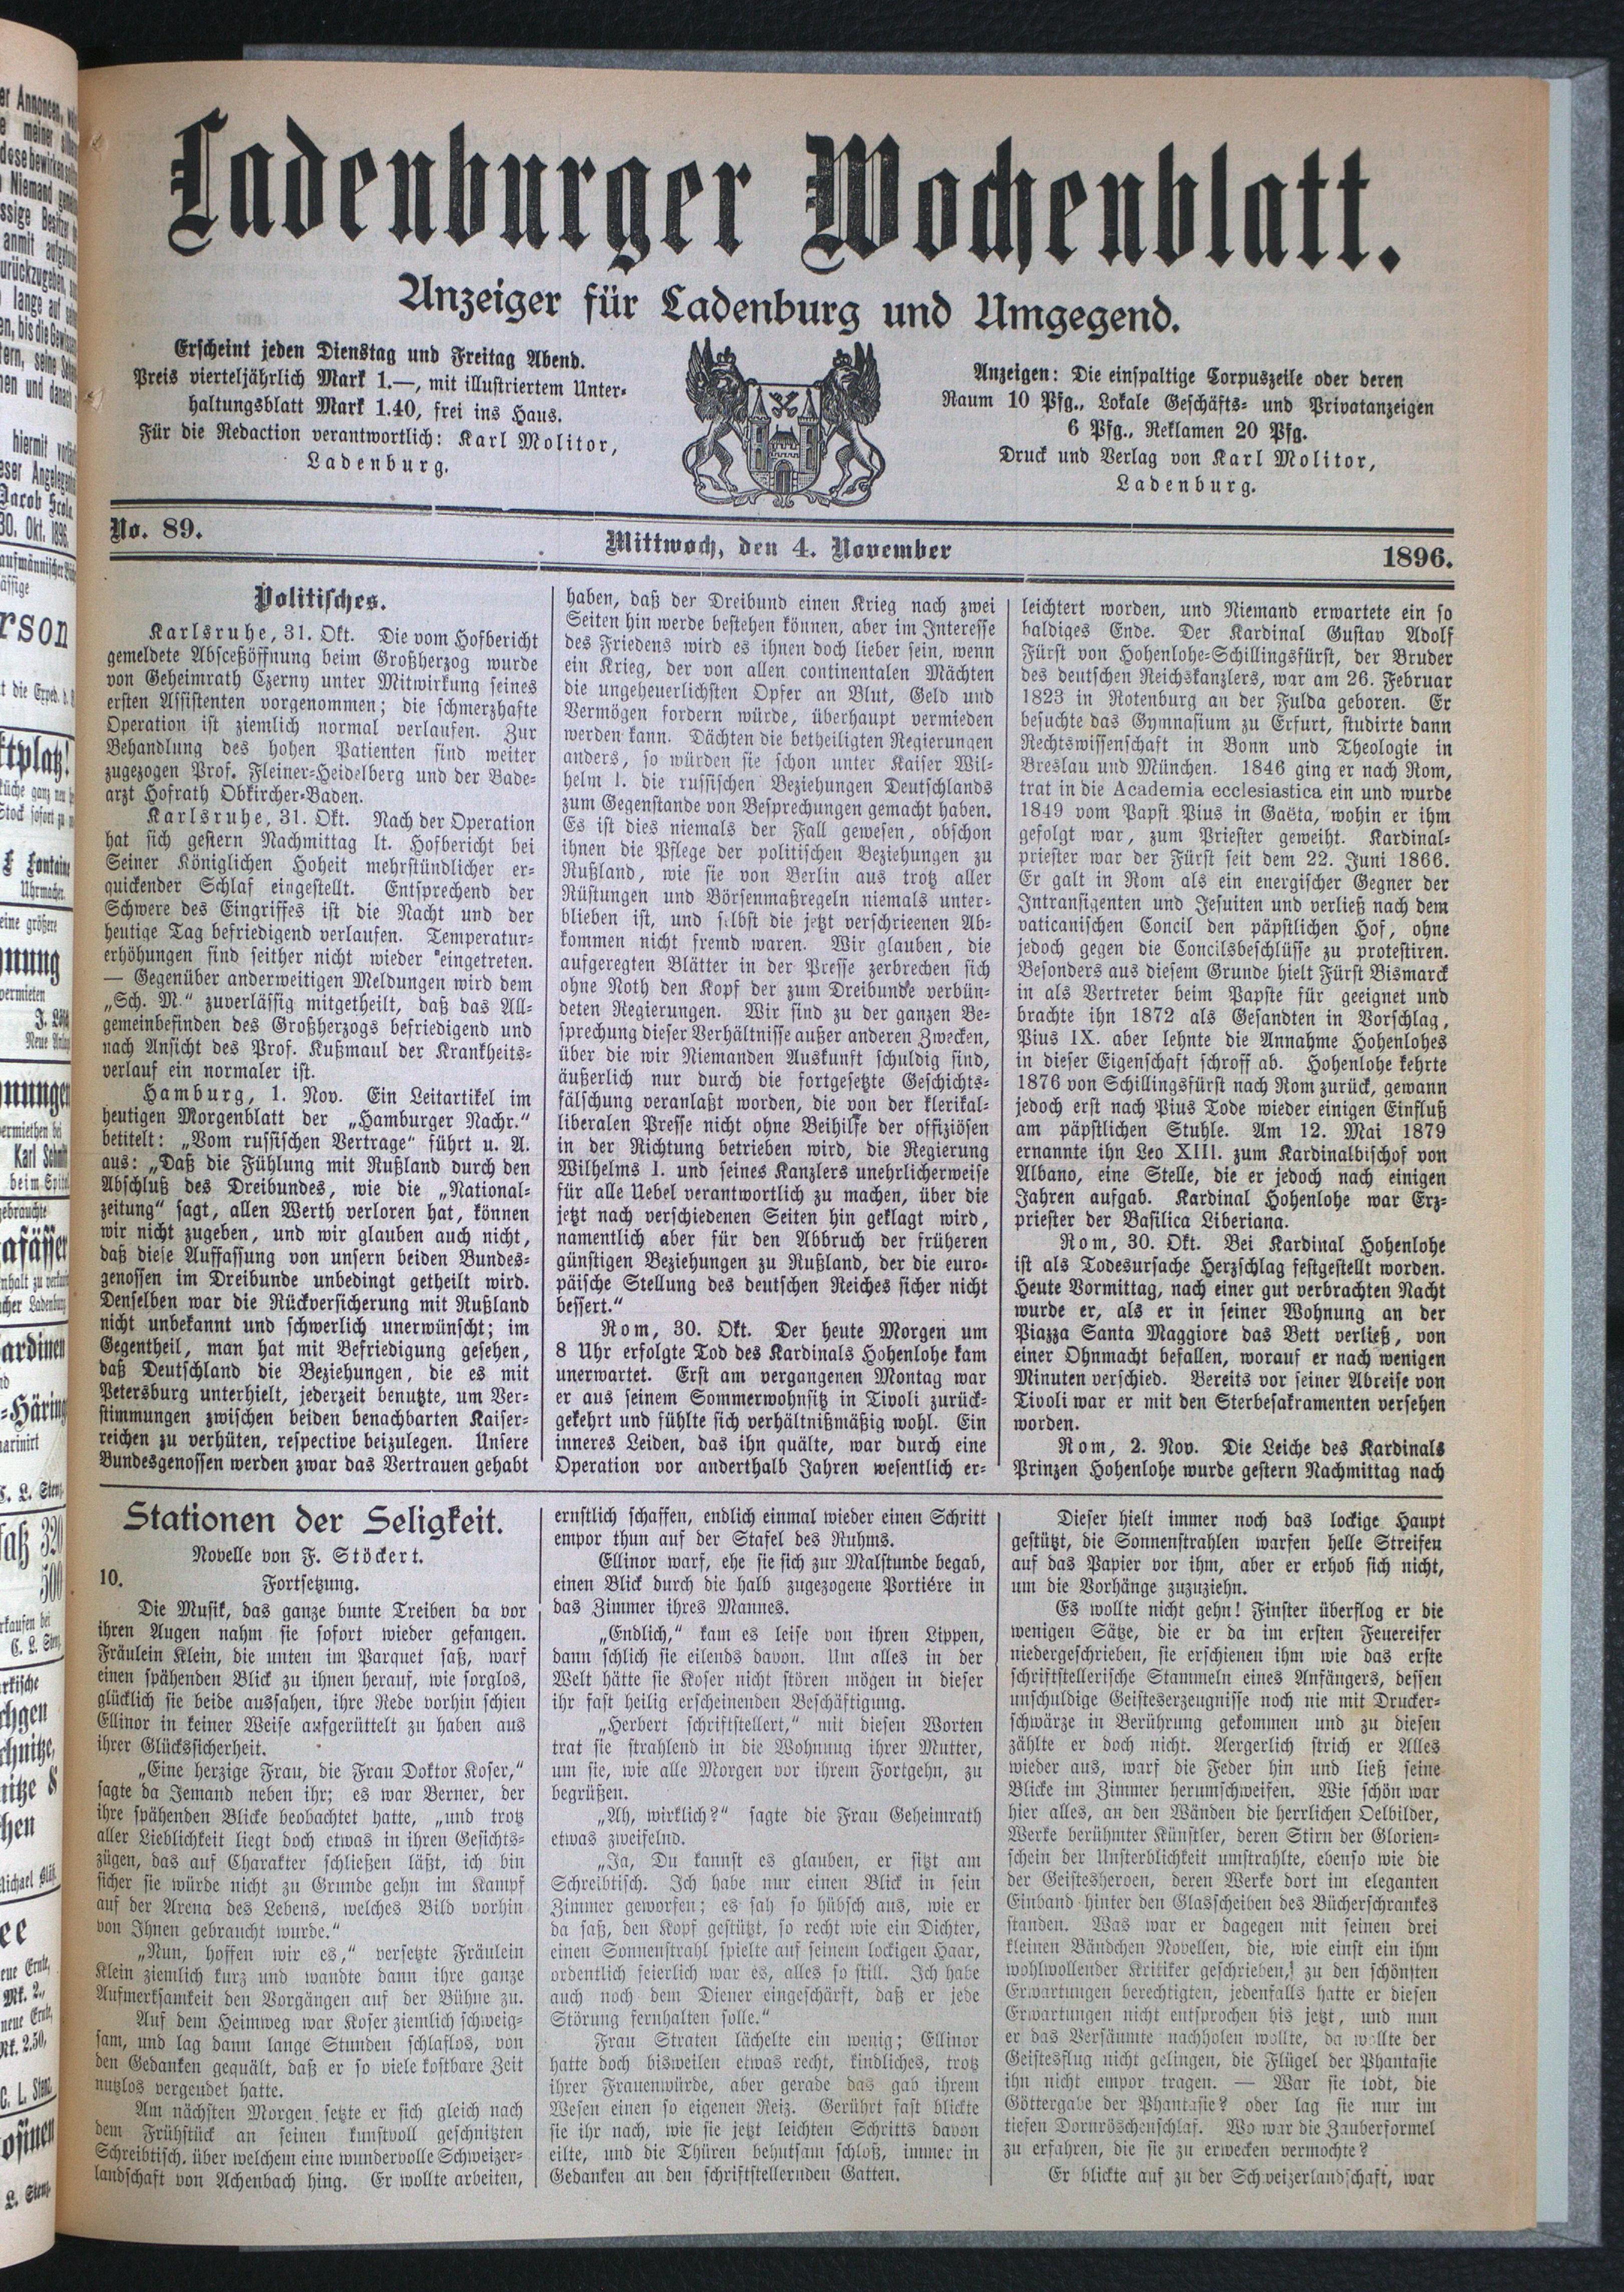 Ladenburger Wochenblatt.
Anzeiger für Ladenburg und Umgegend.
Erscheint jeden Dienstag und Freitag Abend.
Preis vierteljährlich Mark 1.—, mit illustriertem Unter-
haltungsblatt Mark 1.40, frei ins Haus.
Für die Redaction verantwortlich: Karl Molitor,
Ladenburg.
Anzeigen: Die einspaltige Corpuszeile oder deren
Raum 10 Pfg., Lokale Geschäfts- und Privatanzeigen
6 Pfg., Reklamen 20 Pfg.
Druck und Verlag von Karl Molitor,
Ladenburg.
No. 89.
Mittwoch, den 4. November
1896.
Politisches.
Karlsruhe, 31. Okt. Die vom Hofbericht
gemeldete Absceßöffnung beim Großherzog wurde
von Geheimrath Czerny unter Mitwirkung seines
ersten Assistenten vorgenommen; die schmerzhafte
Operation ist ziemlich normal verlaufen. Zur
Behandlung des hohen Patienten sind weiter
zugezogen Prof. Fleiner-Heidelberg und der Bade-
arzt Hofrath Obkircher-Baden.
Karlsruhe, 31. Okt. Nach der Operation
hat sich gestern Nachmittag lt. Hofbericht bei
Seiner Königlichen Hoheit mehrstündlicher er-
quickender Schlaf eingestellt. Entsprechend der
Schwere des Eingriffes ist die Nacht und der
heutige Tag befriedigend verlaufen. Temperatur-
erhöhungen sind seither nicht wieder eingetreten.
— Gegenüber anderweitigen Meldungen wird dem
„Sch. M.“ zuverlässig mitgetheilt, daß das All-
gemeinbefinden des Großherzogs befriedigend und
nach Ansicht des Prof. Kußmaul der Krankheits-
verlauf ein normaler ist.
Hamburg, 1. Nov. Ein Leitartikel im
heutigen Morgenblatt der „Hamburger Nachr.“
betitelt: „Vom russischen Vertrage“ führt u. A.
aus: „Daß die Fühlung mit Rußland durch den
Abschluß des Dreibundes, wie die „National-
zeitung“ sagt, allen Werth verloren hat, können
wir nicht zugeben, und wir glauben auch nicht,
daß diese Auffassung von unsern beiden Bundes-
genossen im Dreibunde unbedingt getheilt wird.
Denselben war die Rückversicherung mit Rußland
nicht unbekannt und schwerlich unerwünscht; im
Gegentheil, man hat mit Befriedigung gesehen,
daß Deutschland die Beziehungen, die es mit
Petersburg unterhielt, jederzeit benutzte, um Ver-
stimmungen zwischen beiden benachbarten Kaiser-
reichen zu verhüten, respective beizulegen. Unsere
Bundesgenossen werden zwar das Vertrauen gehabt
haben, daß der Dreibund einen Krieg nach zwei
Seiten hin werde bestehen können, aber im Interesse
des Friedens wird es ihnen doch lieber sein, wenn
ein Krieg, der von allen continentalen Mächten
die ungeheuerlichsten Opfer an Blut, Geld und
Vermögen fordern würde, überhaupt vermieden
werden kann. Dächten die betheiligten Regierungen
anders, so würden sie schon unter Kaiser Wil-
helm I. die russischen Beziehungen Deutschlands
zum Gegenstande von Besprechungen gemacht haben.
Es ist dies niemals der Fall gewesen, obschon
ihnen die Pflege der politischen Beziehungen zu
Rußland, wie sie von Berlin aus trotz aller
Rüstungen und Börsenmaßregeln niemals unter-
blieben ist, und selbst die jetzt verschrieenen Ab-
kommen nicht fremd waren. Wir glauben, die
aufgeregten Blätter in der Presse zerbrechen sich
ohne Noth den Kopf der zum Dreibunde verbün-
deten Regierungen. Wir sind zu der ganzen Be-
sprechung dieser Verhältnisse außer anderen Zwecken,
über die wir Niemanden Auskunft schuldig sind,
äußerlich nur durch die fortgesetzte Geschichts-
fälschung veranlaßt worden, die von der klerikal-
liberalen Presse nicht ohne Beihilfe der offiziösen
in der Richtung betrieben wird, die Regierung
Wilhelms I. und seines Kanzlers unehrlicherweise
für alle Uebel verantwortlich zu machen, über die
jetzt nach verschiedenen Seiten hin geklagt wird,
namentlich aber für den Abbruch der früheren
günstigen Beziehungen zu Rußland, der die euro-
päische Stellung des deutschen Reiches sicher nicht
bessert.“
Rom, 30. Okt. Der heute Morgen um
8 Uhr erfolgte Tod des Kardinals Hohenlohe kam
unerwartet. Erst am vergangenen Montag war
er aus seinem Sommerwohnsitz in Tivoli zurück-
gekehrt und fühlte sich verhältnißmäßig wohl. Ein
inneres Leiden, das ihn quälte, war durch eine
Operation vor anderthalb Jahren wesentlich er-
leichtert worden, und Niemand erwartete ein so
baldiges Ende. Der Kardinal Gustav Adolf
Fürst von Hohenlohe-Schillingsfürst, der Bruder
des deutschen Reichskanzlers, war am 26. Februar
1823 in Rotenburg an der Fulda geboren. Er
besuchte das Gymnasium zu Erfurt, studirte dann
Rechtswissenschaft in Bonn und Theologie in
Breslau und München. 1846 ging er nach Rom,
trat in die Academia ecclesiastica ein und wurde
1849 vom Papst Pius in Gaëta, wohin er ihm
gefolgt war, zum Priester geweiht. Kardinal-
priester war der Fürst seit dem 22. Juni 1866.
Er galt in Rom als ein energischer Gegner der
Intransigenten und Jesuiten und verließ nach dem
vaticanischen Concil den päpstlichen Hof, ohne
jedoch gegen die Concilsbeschlüsse zu protestiren.
Besonders aus diesem Grunde hielt Fürst Bismarck
in als Vertreter beim Papste für geeignet und
brachte ihn 1872 als Gesandten in Vorschlag,
Pius IX. aber lehnte die Annahme Hohenlohes
in dieser Eigenschaft schroff ab. Hohenlohe kehrte
1876 von Schillingsfürst nach Rom zurück, gewann
jedoch erst nach Pius Tode wieder einigen Einfluß
am päpstlichen Stuhle. Am 12. Mai 1879
ernannte ihn Leo XIII. zum Kardinalbischof von
Albano, eine Stelle, die er jedoch nach einigen
Jahren aufgab. Kardinal Hohenlohe war Erz-
priester der Basilica Liberiana.
Rom, 30. Okt. Bei Kardinal Hohenlohe
ist als Todesursache Herzschlag festgestellt worden.
Heute Vormittag, nach einer gut verbrachten Nacht
wurde er, als er in seiner Wohnung an der
Piazza Santa Maggiore das Bett verließ, von
einer Ohnmacht befallen, worauf er nach wenigen
Minuten verschied. Bereits vor seiner Abreise von
Tivoli war er mit den Sterbesakramenten versehen
worden.
Rom, 2. Nov. Die Leiche des Kardinals
Prinzen Hohenlohe wurde gestern Nachmittag nach
Stationen der Seligkeit.
Novelle von F. Stöckert.
10.
Fortsetzung.
Die Musik, das ganze bunte Treiben da vor
ihren Augen nahm sie sofort wieder gefangen.
Fräulein Klein, die unten im Parquet saß, warf
einen spähenden Blick zu ihnen herauf, wie sorglos,
glücklich sie beide aussahen, ihre Rede vorhin schien
Ellinor in keiner Weise aufgerüttelt zu haben aus
ihrer Glückssicherheit.
„Eine herzige Frau, die Frau Doktor Koser,“
sagte da Jemand neben ihr; es war Berner, der
ihre spähenden Blicke beobachtet hatte, „und trotz
aller Lieblichkeit liegt doch etwas in ihren Gesichts-
zügen, das auf Charakter schließen läßt, ich bin
sicher sie würde nicht zu Grunde gehn im Kampf
auf der Arena des Lebens, welches Bild vorhin
von Ihnen gebraucht wurde.“
„Nun, hoffen wir es,“ versetzte Fräulein
Klein ziemlich kurz und wandte dann ihre ganze
Aufmerksamkeit den Vorgängen auf der Bühne zu.
Auf dem Heimweg war Koser ziemlich schweig-
sam, und lag dann lange Stunden schlaflos, von
den Gedanken gequält, daß er so viele kostbare Zeit
nutzlos vergeudet hatte.
Am nächsten Morgen setzte er sich gleich nach
dem Frühstück an seinen kunstvoll geschnitzten
Schreibtisch, über welchem eine wundervolle Schweizer-
landschaft von Achenbach hing. Er wollte arbeiten,
ernstlich schaffen, endlich einmal wieder einen Schritt
empor thun auf der Stafel des Ruhms.
Ellinor warf, ehe sie sich zur Malstunde begab,
einen Blick durch die halb zugezogene Portiére in
das Zimmer ihres Mannes.
„Endlich,“ kam es leise von ihren Lippen,
dann schlich sie eilends davon. Um alles in der
Welt hätte sie Koser nicht stören mögen in dieser
ihr fast heilig erscheinenden Beschäftigung.
„Herbert schriftstellert,“ mit diesen Worten
trat sie strahlend in die Wohnung ihrer Mutter,
um sie, wie alle Morgen vor ihrem Fortgehn, zu
begrüßen.
„Ah, wirklich?“ sagte die Frau Geheimrath
etwas zweifelnd.
„Ja, Du kannst es glauben, er sitzt am
Schreibtisch. Ich habe nur einen Blick in sein
Zimmer geworfen; es sah so hübsch aus, wie er
da saß, den Kopf gestützt, so recht wie ein Dichter,
einen Sonnenstrahl spielte auf seinem lockigen Haar,
ordentlich feierlich war es, alles so still. Ich habe
auch noch dem Diener eingeschärft, daß er jede
Störung fernhalten solle.“
Frau Straten lächelte ein wenig; Ellinor
hatte doch bisweilen etwas recht, kindliches, trotz
ihrer Frauenwürde, aber gerade das gab ihrem
Wesen einen so eigenen Reiz. Gerührt fast blickte
sie ihr nach, wie sie jetzt leichten Schritts davon
eilte, und die Thüren behutsam schloß, immer in
Gedanken an den schriftstellernden Gatten.
Dieser hielt immer noch das lockige Haupt
gestützt, die Sonnenstrahlen warfen helle Streifen
auf das Papier vor ihm, aber er erhob sich nicht,
um die Vorhänge zuzuziehn.
Es wollte nicht gehn! Finster überflog er die
wenigen Sätze, die er da im ersten Feuereifer
niedergeschrieben, sie erschienen ihm wie das erste
schriftstellerische Stammeln eines Anfängers, dessen
unschuldige Geisteserzeugnisse noch nie mit Drucker-
schwärze in Berührung gekommen und zu diesen
zählte er doch nicht. Aergerlich strich er Alles
wieder aus, warf die Feder hin und ließ seine
Blicke im Zimmer herumschweifen. Wie schön war
hier alles, an den Wänden die herrlichen Oelbilder,
Werke berühmter Künstler, deren Stirn der Glorien-
schein der Unsterblichkeit umstrahlte, ebenso wie die
der Geistesheroen, deren Werke dort im eleganten
Einband hinter den Glasscheiben des Bücherschrankes
standen. Was war er dagegen mit seinen drei
kleinen Bändchen Novellen, die, wie einst ein ihm
wohlwollender Kritiker geschrieben, zu den schönsten
Erwartungen berechtigten, jedenfalls hatte er diesen
Erwartungen nicht entsprochen bis jetzt, und nun
er das Versäumte nachholen wollte, da wollte der
Geistesflug nicht gelingen, die Flügel der Phantasie
ihn nicht empor tragen. — War sie todt, die
Göttergabe der Phantasie? oder lag sie nur im
tiefen Dornröschenschlaf. Wo war die Zauberformel
zu erfahren, die sie zu erwecken vermochte?
Er blickte auf zu der Schweizerlandschaft, war